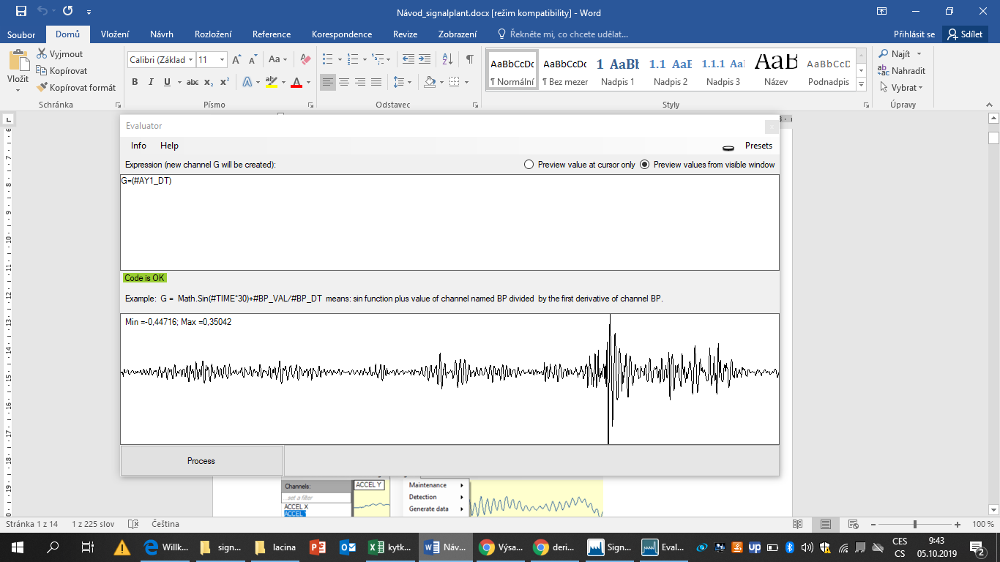 Návod_signalplant.docx [režim kompatibility] - Word
Soubor Domů Vložení Návrh Rozložení Reference Korespondence Revize Zobrazení Řekněte mi, co chcete udělat... Přihlásit se Sdílet
Vložit
Vyjmout
Kopírovat
Kopírovat formát
Schránka
Calibri (Základ 11
Písmo
Odstavec
AaBbCcDc AaBbCcDc 1 AaBb 1.1 AaB 1.1.1 Aa AaB AaBbCcD
¶ Normální ¶ Bez mezer Nadpis 1 Nadpis 2 Nadpis 3 Název Podnadpis
Styly
Najít
Nahradit
Vybrat
Úpravy
Evaluator
Info Help Presets
Expression (new channel G will be created): Preview value at cursor only Preview values from visible window
G=(#AY1_DT)
Code is OK
Example: G = Math.Sin(#TIME*30)+#BP_VAL/#BP_DT means: sin function plus value of channel named BP divided by the first derivative of channel BP.
Min =-0,44716; Max =0,35042
Process
Channels: ACCEL Y
...set a filter
ACCEL X
ACCEL
Maintenance
Detection
Generate data
Stránka 1 z 14 1 z 225 slov Čeština 100 %
Willk... sign... lacina kytk... Náv... Výsa... deri... Sign... Eval... CES CS 9:43 05.10.2019 2